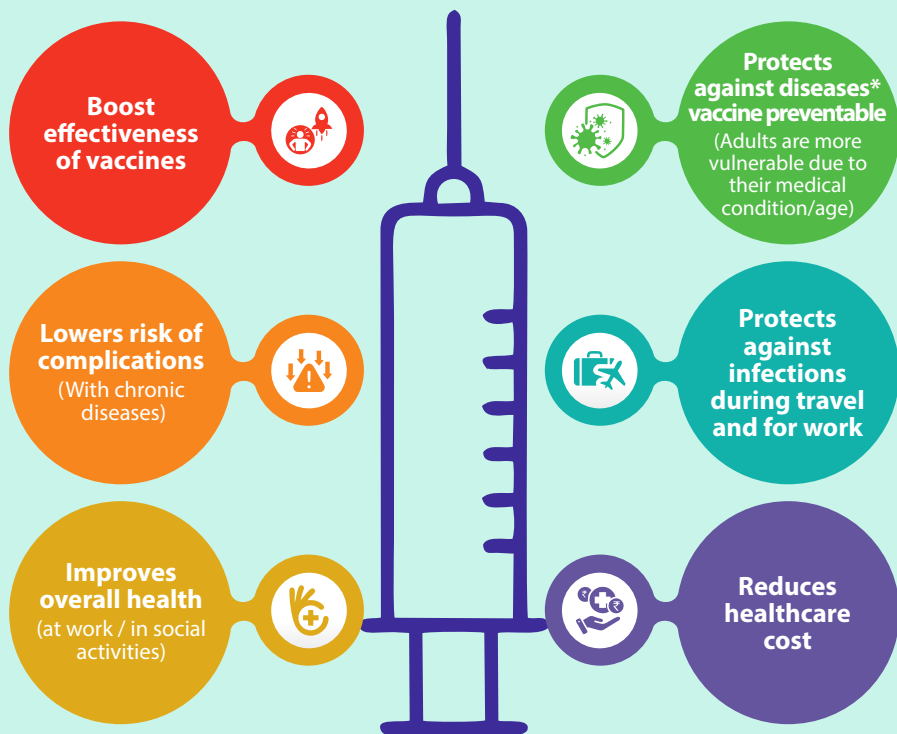 Boost
effectiveness
of vaccines
Protects
against diseases*
vaccine preventable
(Adults are more
vulnerable due to
their medical
condition/age)
Lowers risk of
complications
(With chronic
diseases)
Protects
against
infections
during travel
and for work
Improves
overall health
(at work / in social
activities)
₹
₹
Reduces
healthcare
cost